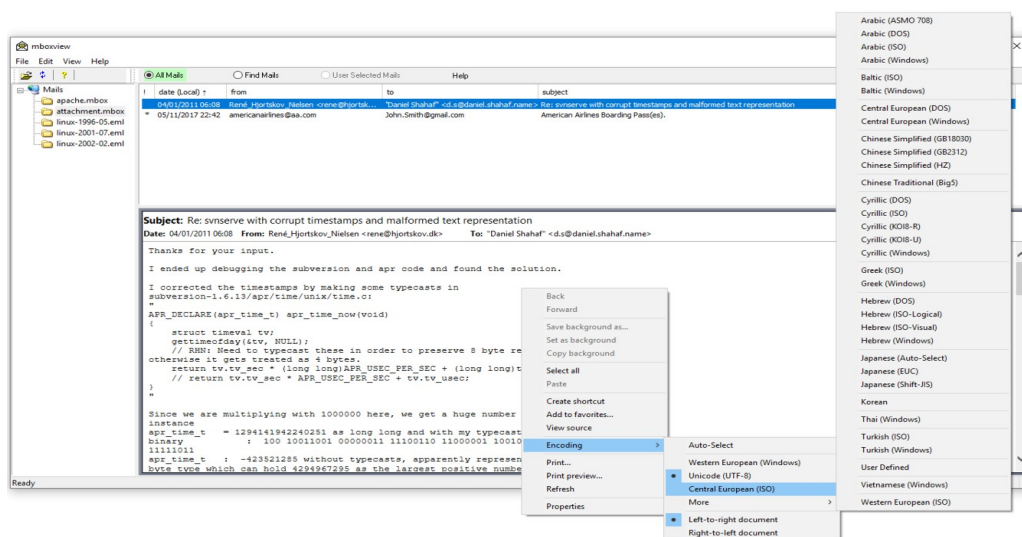 mboxview
File Edit View Help
All Mails Find Mails User Selected Mails Help
Mails
apache.mbox
attachment.mbox
linux-1996-05.eml
linux-2001-07.eml
linux-2002-02.eml
! date (Local) ↑ from to subject
04/01/2011 06:08 René_Hjortskov_Nielsen <rene@hjortsk... "Daniel Shahaf" <d.s@daniel.shahaf.name> Re: svnserve with corrupt timestamps and malformed text representation
* 05/11/2017 22:42 americanairlines@aa.com John.Smith@gmail.com American Airlines Boarding Pass(es).
Subject: Re: svnserve with corrupt timestamps and malformed text representation
Date: 04/01/2011 06:08 From: René_Hjortskov_Nielsen <rene@hjortskov.dk> To: "Daniel Shahaf" <d.s@daniel.shahaf.name>
Thanks for your input.
I ended up debugging the subversion and apr code and found the solution.
I corrected the timestamps by making some typecasts in
subversion-1.6.13/apr/time/unix/time.c:
"
APR_DECLARE(apr_time_t) apr_time_now(void)
{
struct timeval tv;
gettimeofday(&tv, NULL);
// RHN: Need to typecast these in order to preserve 8 byte re
otherwise it gets treated as 4 bytes.
return tv.tv_sec * (long long)APR_USEC_PER_SEC + (long long)t
// return tv.tv_sec * APR_USEC_PER_SEC + tv.tv_usec;
}
"
Since we are multiplying with 1000000 here, we get a huge number
instance
apr_time_t = 1294141942240251 as long long and with my typecast
binary : 100 10011001 00000011 11100110 11000001 10010
11111011
apr_time_t : -423521285 without typecasts, apparently represen
byte type which can hold 4294967295 as the largest positive numbe
Ready
Back
Forward
Save background as...
Set as background
Copy background
Select all
Paste
Create shortcut
Add to favorites...
View source
Encoding
Print...
Print preview...
Refresh
Properties
Auto-Select
Western European (Windows)
Unicode (UTF-8)
Central European (ISO)
More
Left-to-right document
Right-to-left document
Arabic (ASMO 708)
Arabic (DOS)
Arabic (ISO)
Arabic (Windows)
Baltic (ISO)
Baltic (Windows)
Central European (DOS)
Central European (Windows)
Chinese Simplified (GB18030)
Chinese Simplified (GB2312)
Chinese Simplified (HZ)
Chinese Traditional (Big5)
Cyrillic (DOS)
Cyrillic (ISO)
Cyrillic (KOI8-R)
Cyrillic (KOI8-U)
Cyrillic (Windows)
Greek (ISO)
Greek (Windows)
Hebrew (DOS)
Hebrew (ISO-Logical)
Hebrew (ISO-Visual)
Hebrew (Windows)
Japanese (Auto-Select)
Japanese (EUC)
Japanese (Shift-JIS)
Korean
Thai (Windows)
Turkish (ISO)
Turkish (Windows)
User Defined
Vietnamese (Windows)
Western European (ISO)